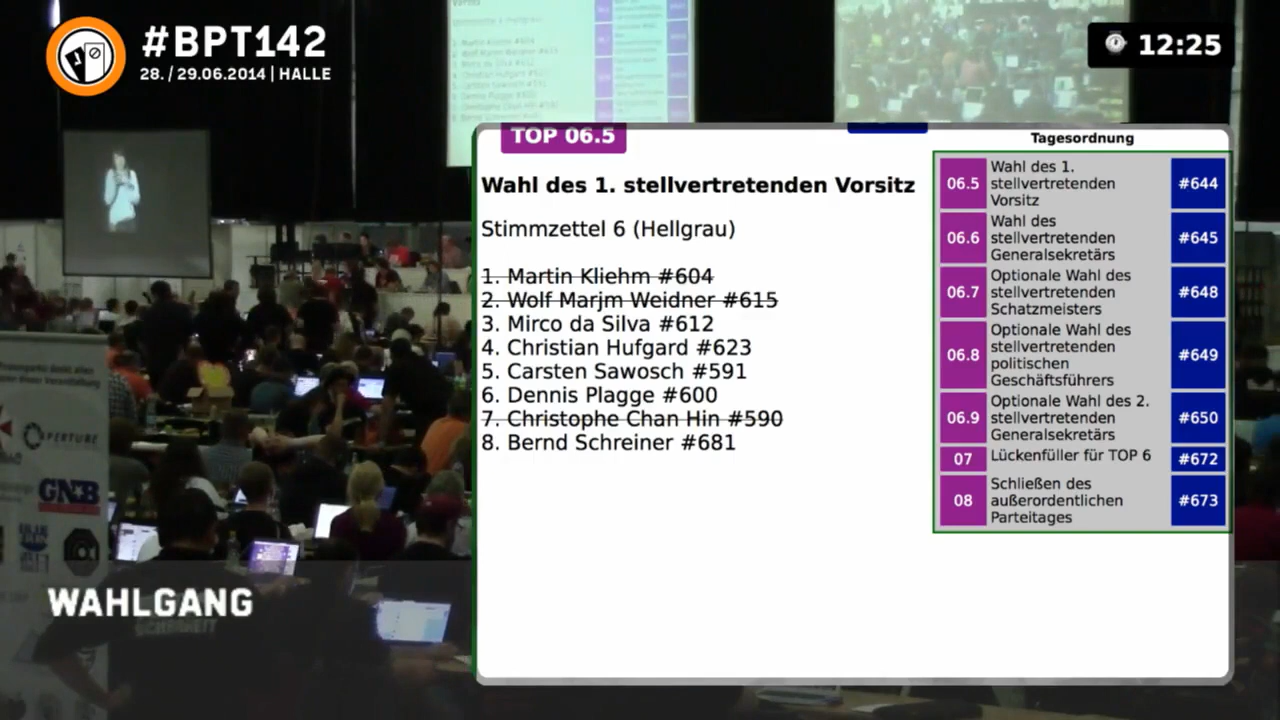 #BPT142
28. / 29.06.2014 | HALLE
12:25
TOP 06.5
Wahl des 1. stellvertretenden Vorsitz
Stimmzettel 6 (Hellgrau)
1. Martin Kliehm #604
2. Wolf Marjm Weidner #615
3. Mirco da Silva #612
4. Christian Hufgard #623
5. Carsten Sawosch #591
6. Dennis Plagge #600
7. Christophe Chan Hin #590
8. Bernd Schreiner #681
Tagesordnung
06.5 Wahl des 1. #644
stellvertretenden
Vorsitz
06.6 Wahl des #645
stellvertretenden
Generalsekretärs
06.7 Optionale Wahl des #648
stellvertretenden
Schatzmeisters
06.8 Optionale Wahl des #649
stellvertretenden
politischen
Geschäftsführers
06.9 Optionale Wahl des 2. #650
stellvertretenden
Generalsekretärs
07 Lückenfüller für TOP 6 #672
08 Schließen des #673
außerordentlichen
Parteitages
APERTURE
GNB
WAHLGANG
SICHERHEIT